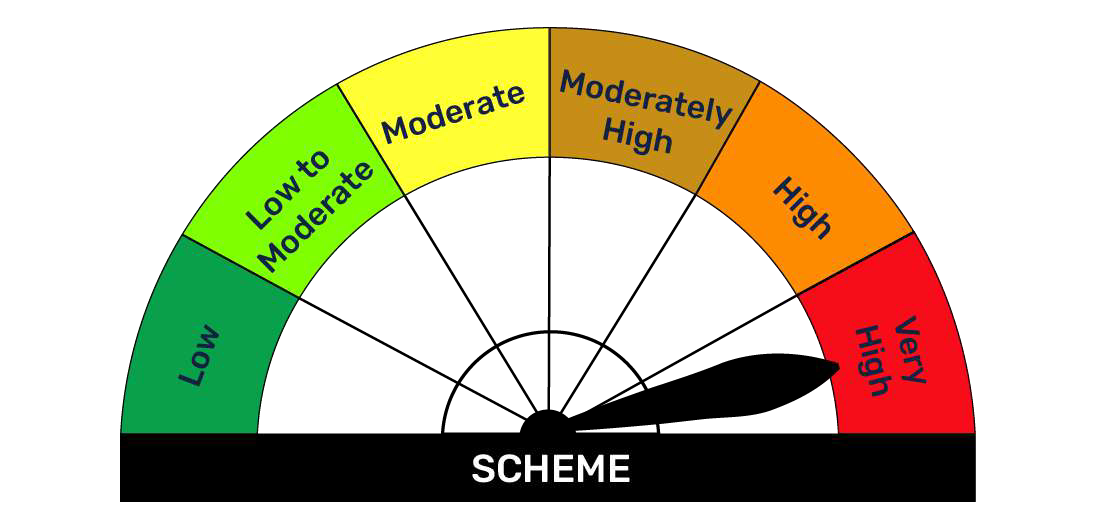 Low
Low to
Moderate
Moderate
Moderately
High
High
Very
High
SCHEME